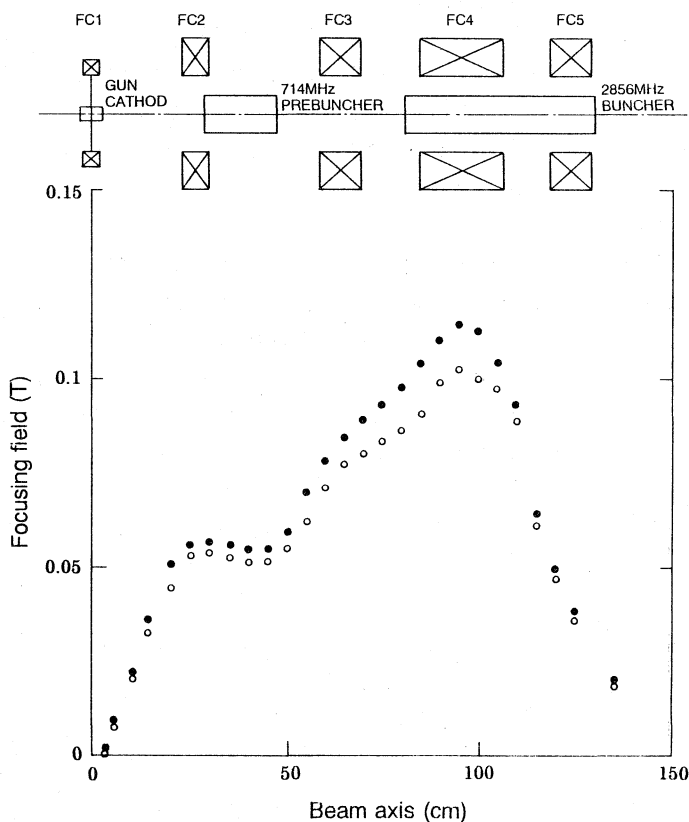 FC1 FC2 FC3 FC4 FC5
GUN
CATHOD
714MHz
PREBUNCHER
2856MHz
BUNCHER
0.15
0.1
0.05
0
Focusing field (T)
0 50 100 150
Beam axis (cm)